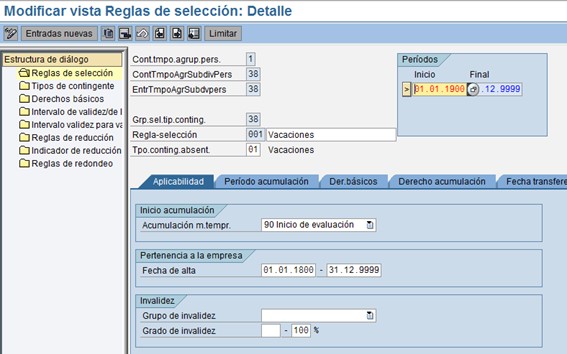 Modificar vista Reglas de selección: Detalle
Entradas nuevas Limitar
Estructura de diálogo
Reglas de selección
Tipos de contingente
Derechos básicos
Intervalo de validez/de l
Intervalo validez para va
Reglas de reducción
Indicador de reducción
Reglas de redondeo
Cont.tmpo.agrup.pers. 1
ContTmpoAgrSubdivPers 38
EntrTmpoAgrSubdvpers 38
Grp.sel.tip.conting. 38
Regla-selección 001 Vacaciones
Tpo.conting.absent. 01 Vacaciones
Períodos
Inicio Final
> 01.01.1900 .12.9999
Aplicabilidad Período acumulación Der.básicos Derecho acumulación Fecha transfere
Inicio acumulación
Acumulación m.tempr. 90 Inicio de evaluación
Pertenencia a la empresa
Fecha de alta 01.01.1800 - 31.12.9999
Invalidez
Grupo de invalidez
Grado de invalidez - 100 %